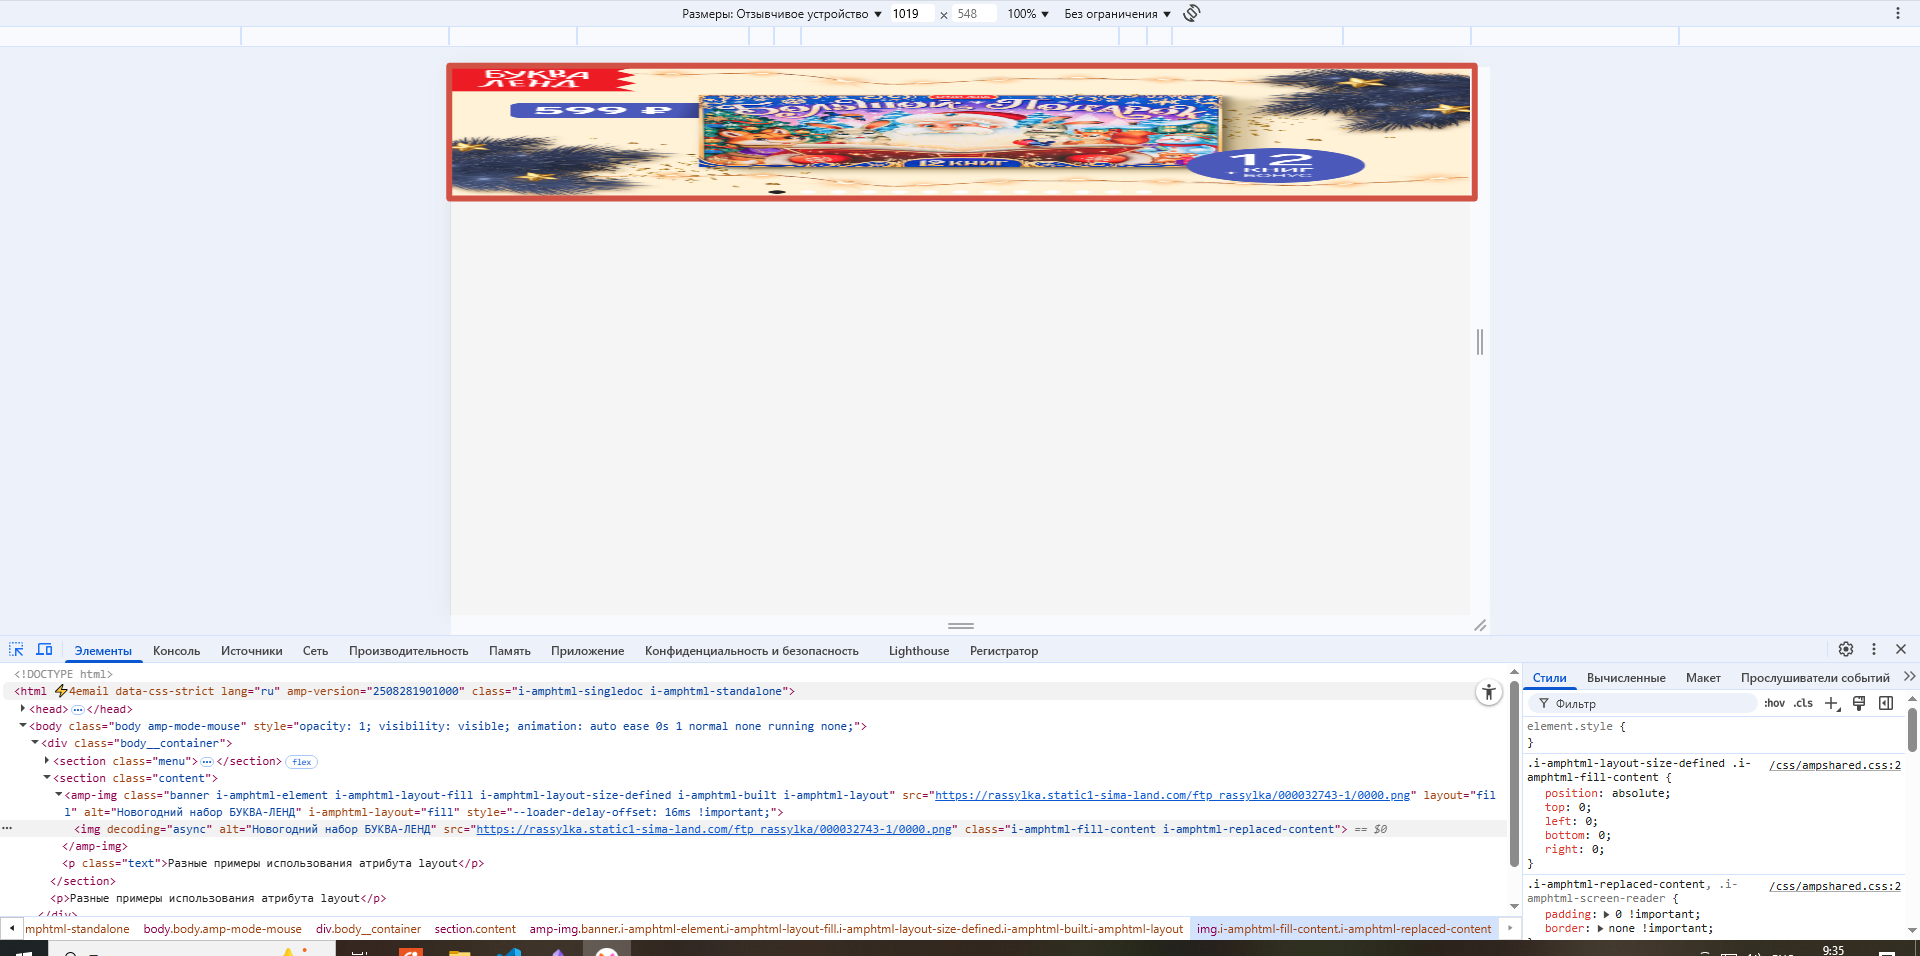 Размеры: Отзывчивое устройство ▼ 1019 × 548 100% ▼ Без ограничения ▼
БУКВА
ЛЕНД
599 ₽
Большой Подарок
12 КНИГ
12
КНИГ
БОНУС
Элементы Консоль Источники Сеть Производительность Память Приложение Конфиденциальность и безопасность Lighthouse Регистратор
<!DOCTYPE html>
<html ⚡4email data-css-strict lang="ru" amp-version="2508281901000" class="i-amphtml-singledoc i-amphtml-standalone">
<head>⋯</head>
<body class="body amp-mode-mouse" style="opacity: 1; visibility: visible; animation: auto ease 0s 1 normal none running none;">
<div class="body__container">
<section class="menu">⋯</section> flex
<section class="content">
<amp-img class="banner i-amphtml-element i-amphtml-layout-fill i-amphtml-layout-size-defined i-amphtml-built i-amphtml-layout" src="https://rassylka.static1-sima-land.com/ftp_rassylka/000032743-1/0000.png" layout="fil
l" alt="Новогодний набор БУКВА-ЛЕНД" i-amphtml-layout="fill" style="--loader-delay-offset: 16ms !important;">
<img decoding="async" alt="Новогодний набор БУКВА-ЛЕНД" src="https://rassylka.static1-sima-land.com/ftp_rassylka/000032743-1/0000.png" class="i-amphtml-fill-content i-amphtml-replaced-content"> == $0
</amp-img>
<p class="text">Разные примеры использования атрибута layout</p>
</section>
<p>Разные примеры использования атрибута layout</p>
</div>
mphtml-standalone body.body.amp-mode-mouse div.body__container section.content amp-img.banner.i-amphtml-element.i-amphtml-layout-fill.i-amphtml-layout-size-defined.i-amphtml-built.i-amphtml-layout img.i-amphtml-fill-content.i-amphtml-replaced-content
Стили Вычисленные Макет Прослушиватели событий
Фильтр :hov .cls
element.style {
}
.i-amphtml-layout-size-defined .i- /css/ampshared.css:2
amphtml-fill-content {
position: absolute;
top: 0;
left: 0;
bottom: 0;
right: 0;
}
.i-amphtml-replaced-content, .i- /css/ampshared.css:2
amphtml-screen-reader {
padding: ▶ 0 !important;
border: ▶ none !important;
9:35